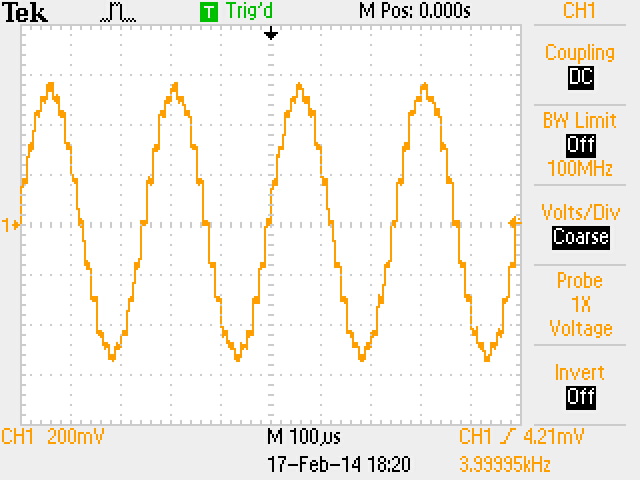 Tek
T Trig'd
M Pos: 0.000s
CH1
Coupling
DC
BW Limit
Off
100MHz
Volts/Div
Coarse
Probe
1X
Voltage
Invert
Off
1
CH1 200mV
M 100µs
CH1 4.21mV
17-Feb-14 18:20
3.99995kHz